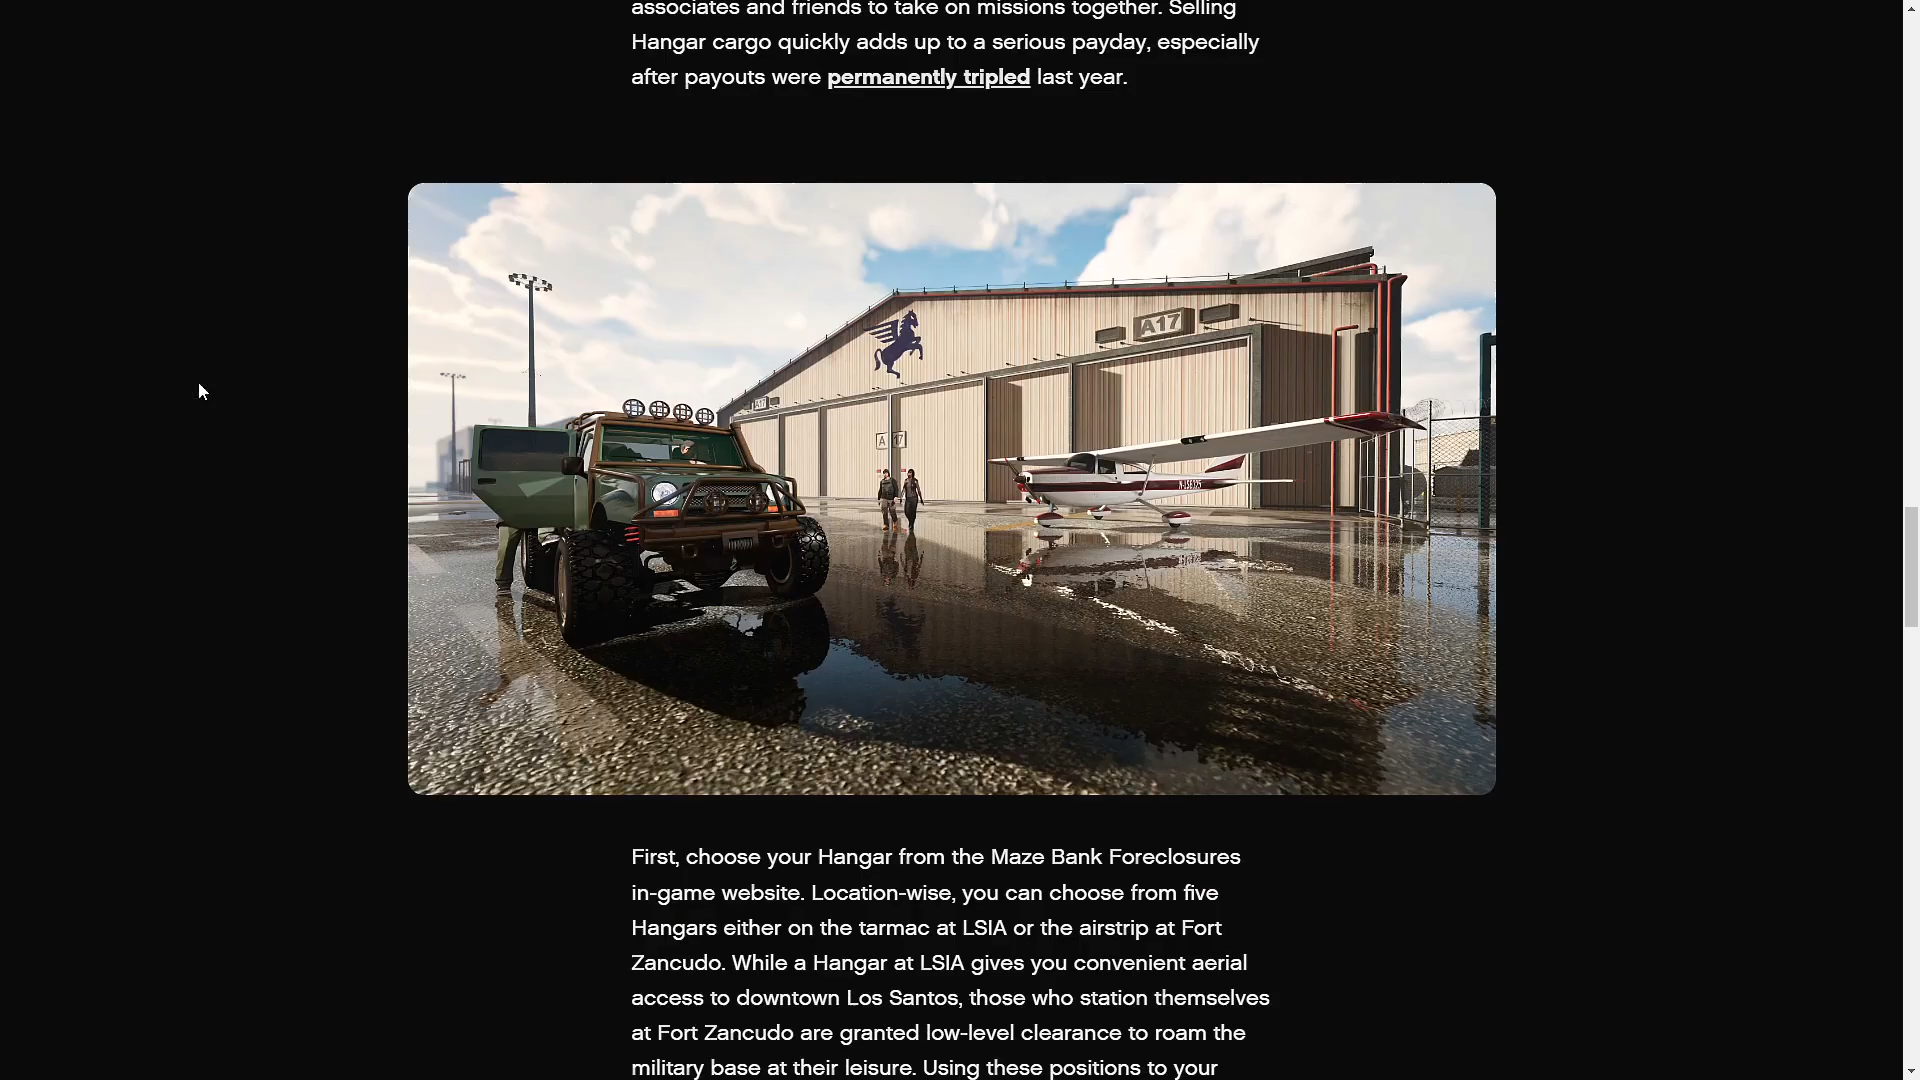 associates and friends to take on missions together. Selling
Hangar cargo quickly adds up to a serious payday, especially
after payouts were permanently tripled last year.
A17
A17
A 17
N-15E325
First, choose your Hangar from the Maze Bank Foreclosures
in-game website. Location-wise, you can choose from five
Hangars either on the tarmac at LSIA or the airstrip at Fort
Zancudo. While a Hangar at LSIA gives you convenient aerial
access to downtown Los Santos, those who station themselves
at Fort Zancudo are granted low-level clearance to roam the
military base at their leisure. Using these positions to your